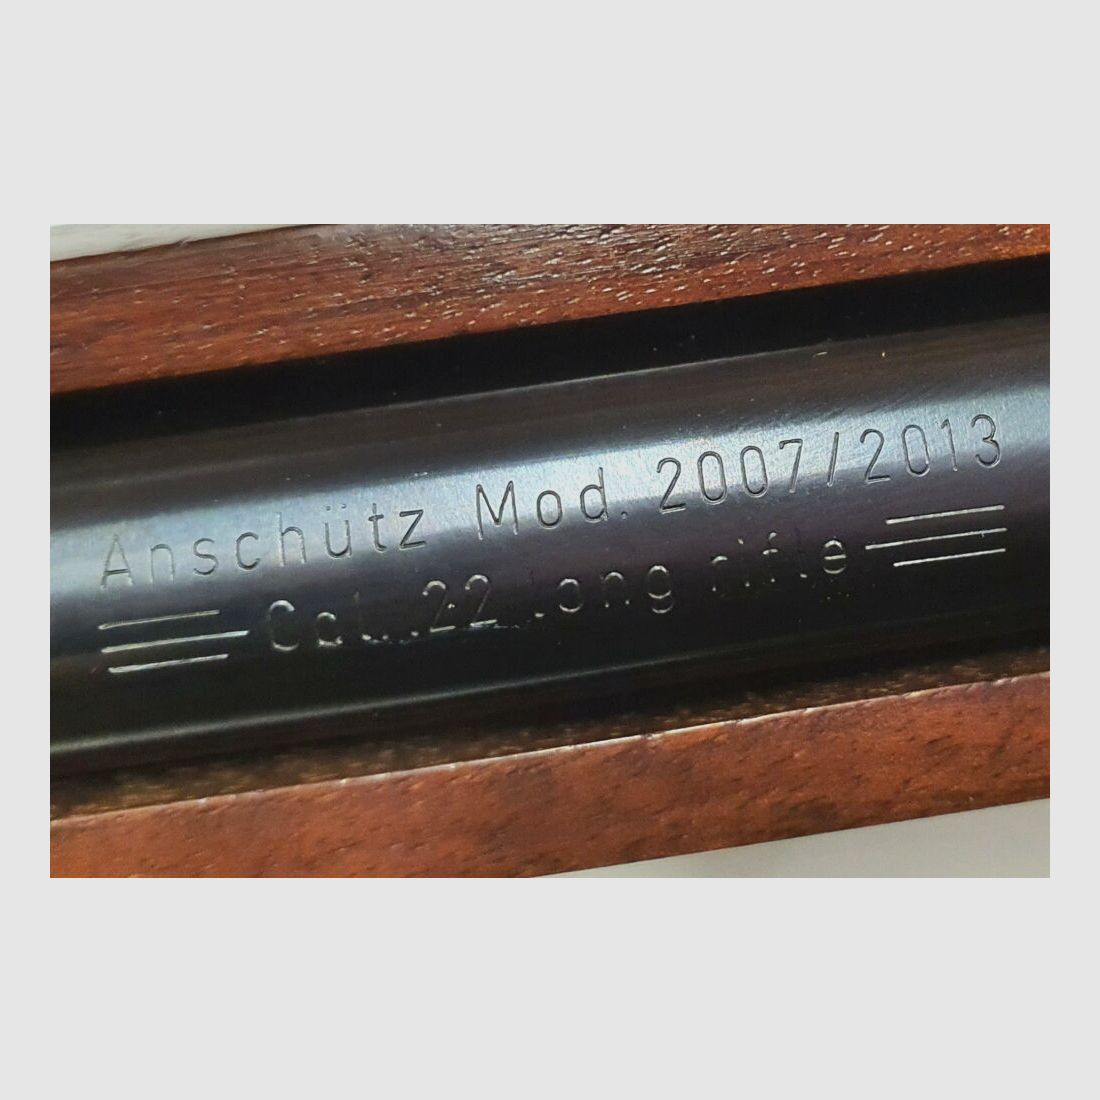 Anschütz Mod. 2007/2013
Cal. .22 long rifle